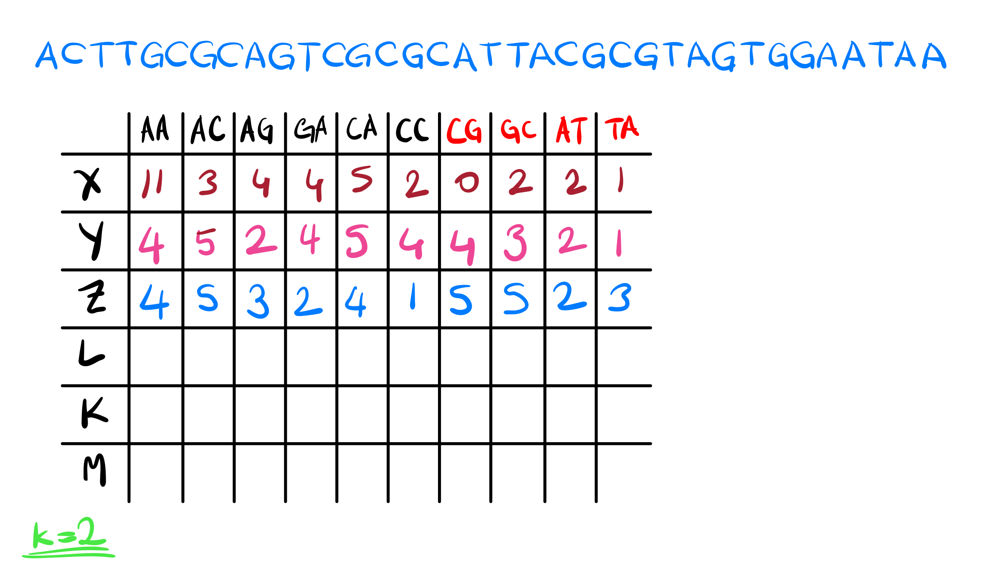 ACTTGCGCAGTCGCGCATTACGCGTAGTGGAATAA
AA AC AG GA CA CC CG GC AT TA
X 11 3 4 4 5 2 0 2 2 1
Y 4 5 2 4 5 4 4 3 2 1
Z 4 5 3 2 4 1 5 5 2 3
L
K
M
k=2